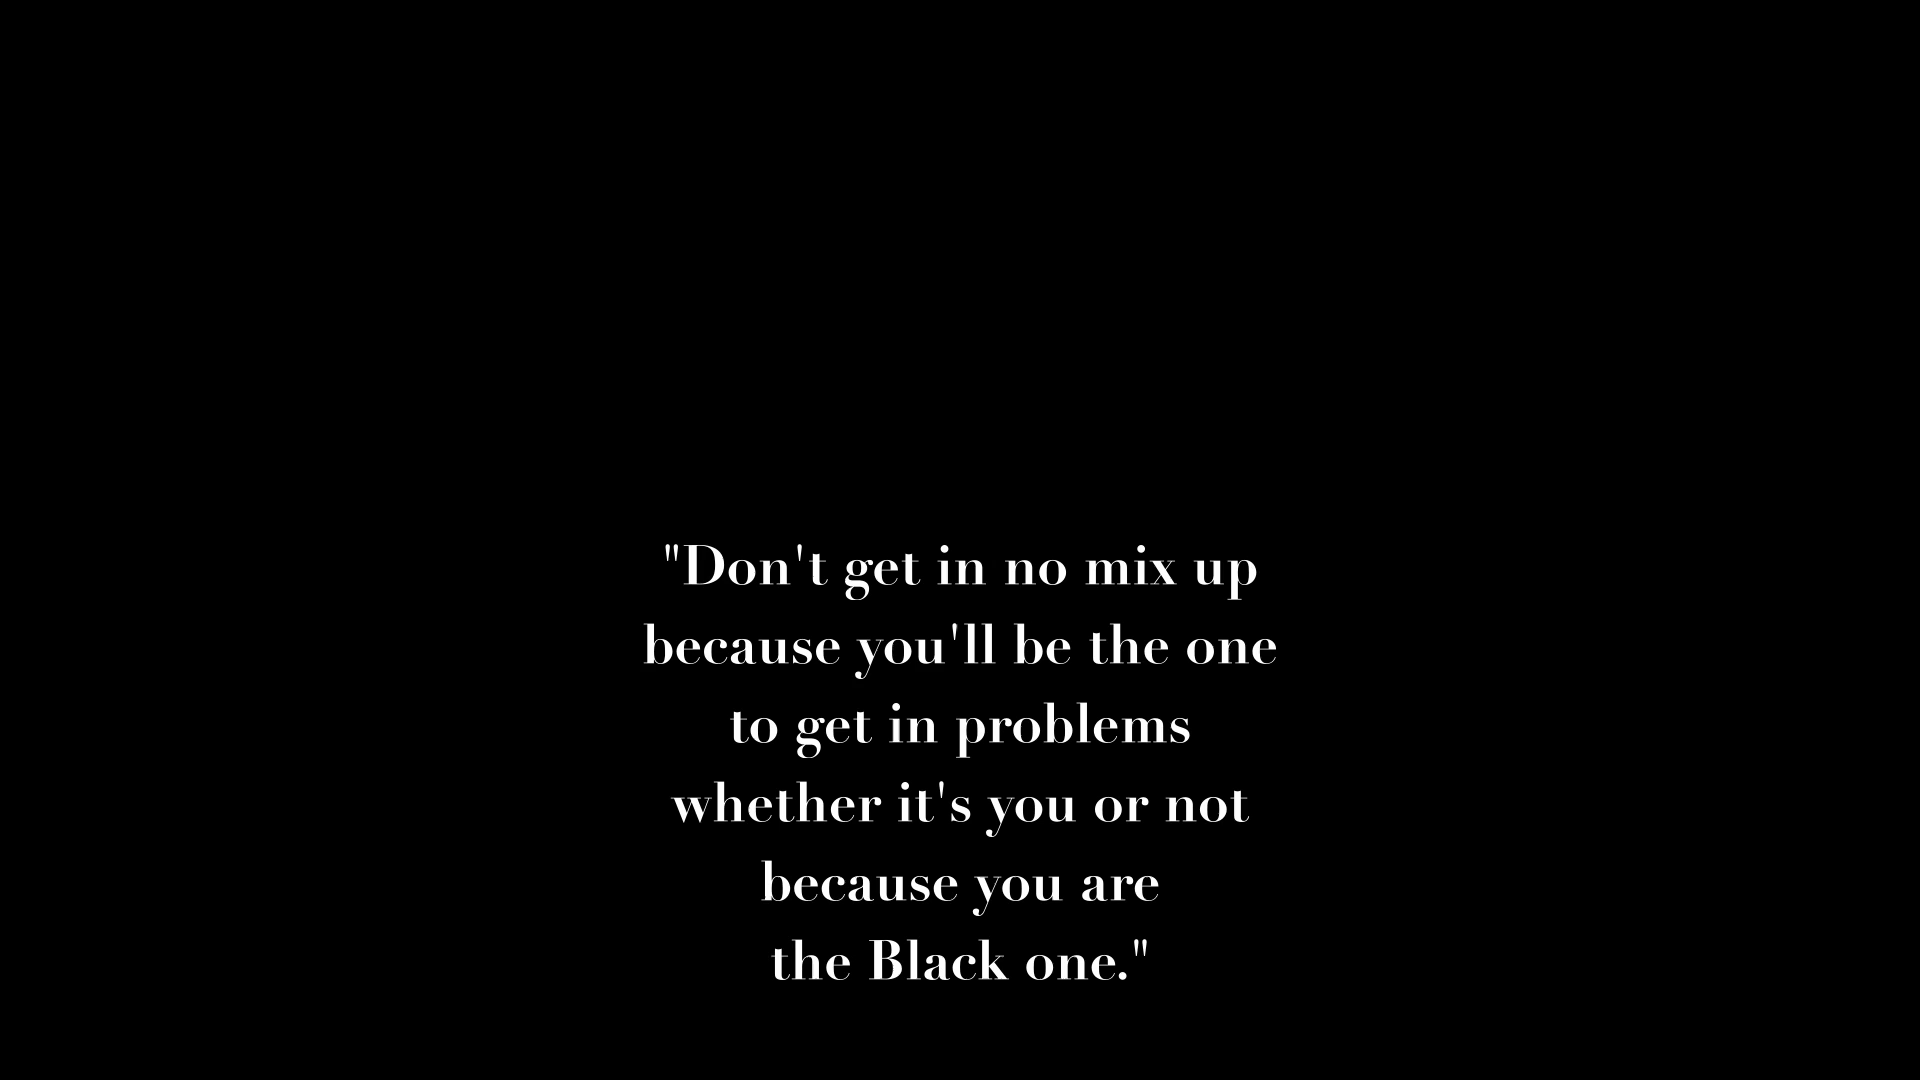 "Don't get in no mix up
because you'll be the one
to get in problems
whether it's you or not
because you are
the Black one."